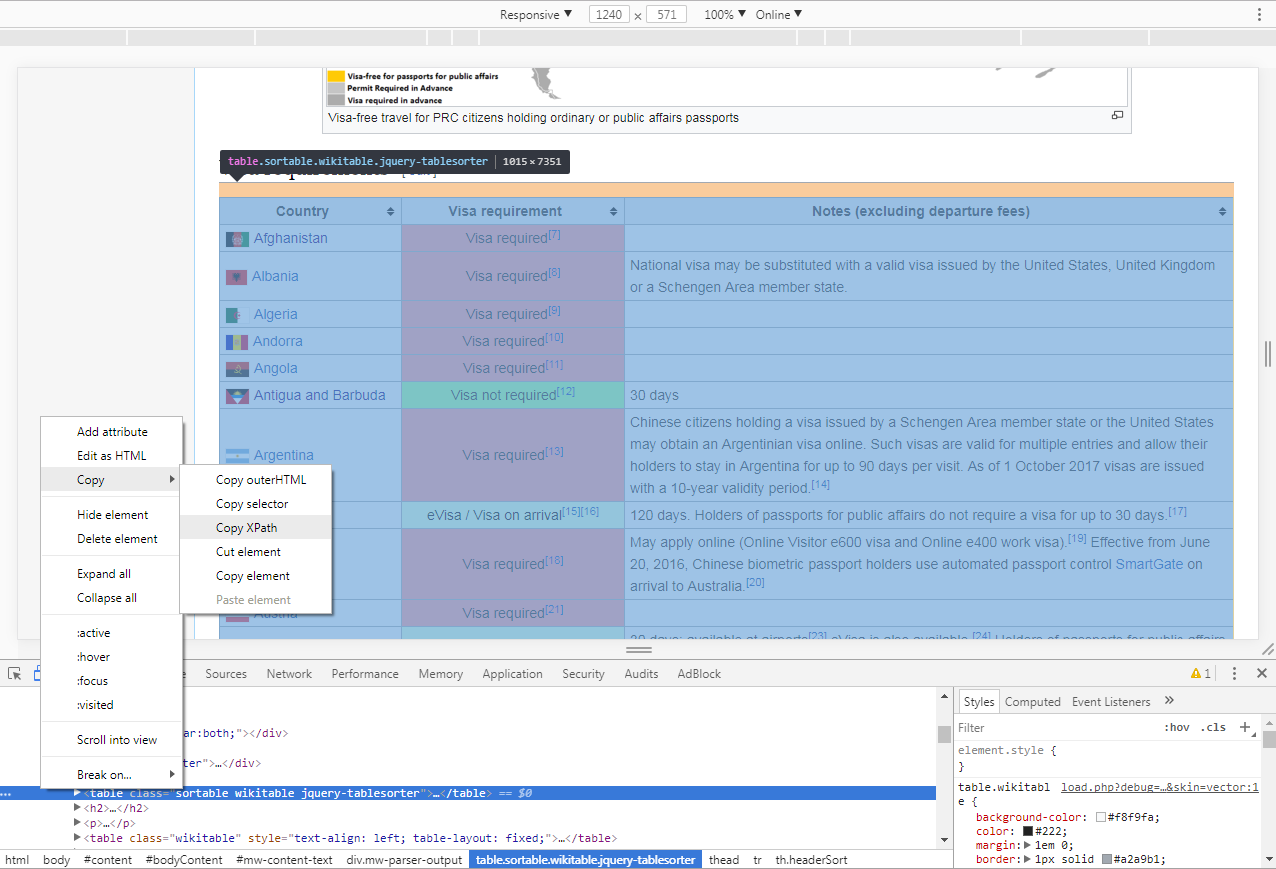 Responsive ▼ 1240 x 571 100% ▼ Online ▼
Visa-free for passports for public affairs
Permit Required in Advance
Visa required in advance
Visa-free travel for PRC citizens holding ordinary or public affairs passports
table.sortable.wikitable.jquery-tablesorter | 1015 × 7351
Country Visa requirement Notes (excluding departure fees)
Afghanistan Visa required[7]
Albania Visa required[8] National visa may be substituted with a valid visa issued by the United States, United Kingdom
or a Schengen Area member state.
Algeria Visa required[9]
Andorra Visa required[10]
Angola Visa required[11]
Antigua and Barbuda Visa not required[12] 30 days
Argentina Visa required[13] Chinese citizens holding a visa issued by a Schengen Area member state or the United States
may obtain an Argentinian visa online. Such visas are valid for multiple entries and allow their
holders to stay in Argentina for up to 90 days per visit. As of 1 October 2017 visas are issued
with a 10-year validity period.[14]
eVisa / Visa on arrival[15][16] 120 days. Holders of passports for public affairs do not require a visa for up to 30 days.[17]
Visa required[18] May apply online (Online Visitor e600 visa and Online e400 work visa).[19] Effective from June
20, 2016, Chinese biometric passport holders use automated passport control SmartGate on
arrival to Australia.[20]
Austria Visa required[21]
30 days; available at airports[23] eVisa is also available.[24] Holders of passports for public affairs
Add attribute
Edit as HTML
Copy
Hide element
Delete element
Expand all
Collapse all
:active
:hover
:focus
:visited
Scroll into view
Break on...
Copy outerHTML
Copy selector
Copy XPath
Cut element
Copy element
Paste element
Sources Network Performance Memory Application Security Audits AdBlock 1
ar:both;"></div>
ter">…</div>
<table class="sortable wikitable jquery-tablesorter">…</table> == $0
<h2>…</h2>
<p>…</p>
<table class="wikitable" style="text-align: left; table-layout: fixed;">…</table>
html body #content #bodyContent #mw-content-text div.mw-parser-output table.sortable.wikitable.jquery-tablesorter thead tr th.headerSort
Styles Computed Event Listeners »
Filter :hov .cls +
element.style {
}
table.wikitabl load.php?debug=…&skin=vector:1
e {
background-color: #f8f9fa;
color: #222;
margin: 1em 0;
border: 1px solid #a2a9b1;